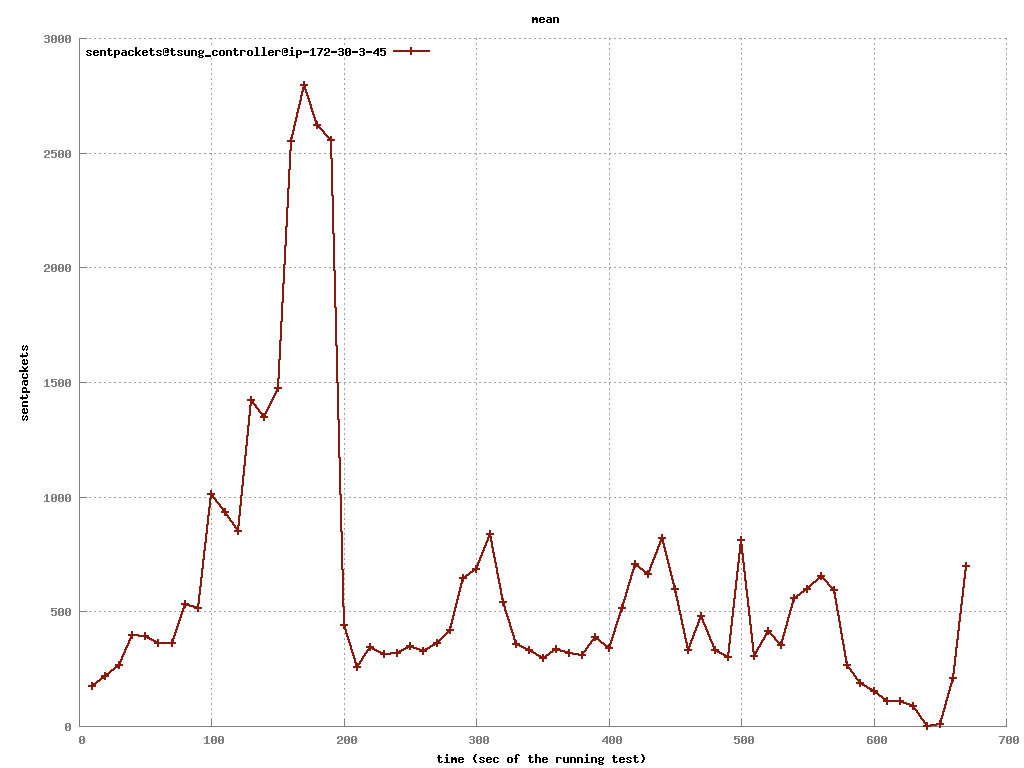 mean
3000
sentpackets@tsung_controller@ip-172-30-3-45
2500
2000
1500
1000
500
0
sentpackets
0 100 200 300 400 500 600 700
time (sec of the running test)